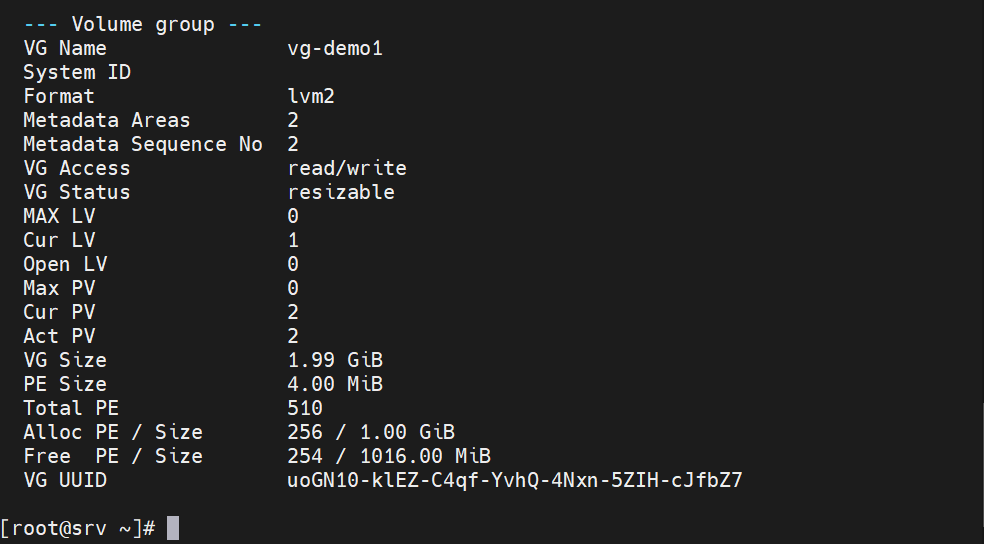 --- Volume group ---
VG Name               vg-demo1
System ID
Format                lvm2
Metadata Areas        2
Metadata Sequence No  2
VG Access             read/write
VG Status             resizable
MAX LV                0
Cur LV                1
Open LV               0
Max PV                0
Cur PV                2
Act PV                2
VG Size               1.99 GiB
PE Size               4.00 MiB
Total PE              510
Alloc PE / Size       256 / 1.00 GiB
Free  PE / Size       254 / 1016.00 MiB
VG UUID               uoGN10-klEZ-C4qf-YvhQ-4Nxn-5ZIH-cJfbZ7
[root@srv ~]#